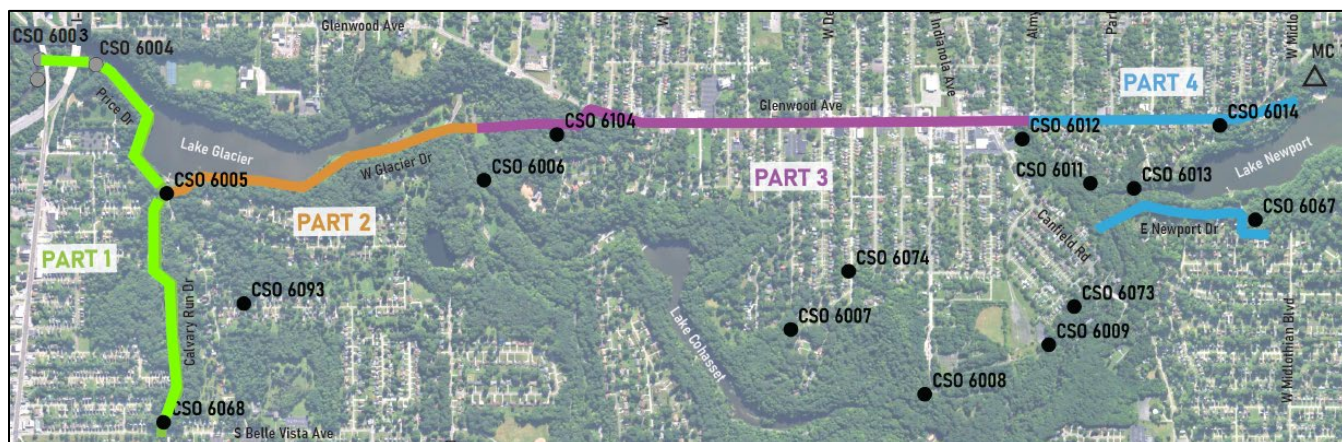 Glenwood Ave
CSO 6003
CSO 6004
Price Dr
Lake Glacier
CSO 6005
W Glacier Dr
PART 1
PART 2
CSO 6093
Calvary Run Dr
CSO 6068
S Belle Vista Ave
CSO 6104
CSO 6006
Glenwood Ave
PART 3
Indianola Ave
CSO 6074
CSO 6007
Lake Cohasset
CSO 6008
CSO 6012
CSO 6011
CSO 6013
Canfield Rd
CSO 6073
CSO 6009
PART 4
CSO 6014
MC
Lake Newport
CSO 6067
E Newport Dr
W Midlothian Blvd